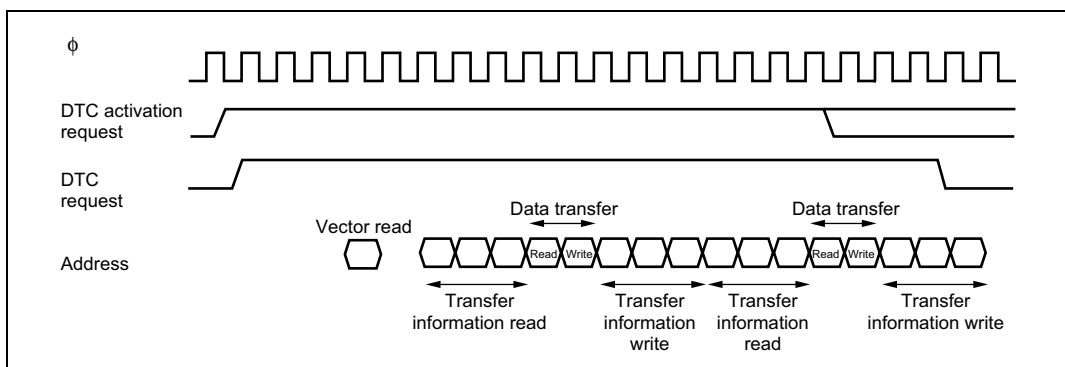 ϕ
DTC activation
request
DTC
request
Data transfer
Data transfer
Vector read
Address
Read
Write
Read
Write
Transfer
information read
Transfer
information
write
Transfer
information
read
Transfer
information write